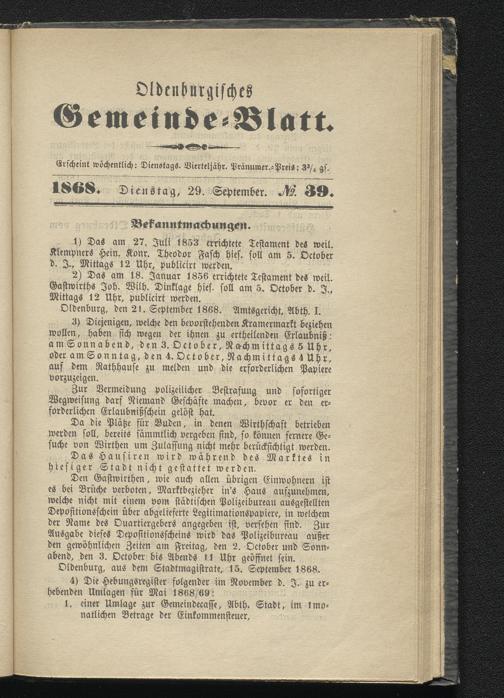 Oldenburgisches
Gemeinde-Blatt.
Erscheint wöchentlich: Dienstags. Vierteljähr. Pränumer.-Preis: 3¾ gs.
1868. Dienstag, 29. September. №. 39.
Bekanntmachungen.
1) Das am 27. Juli 1853 errichtete Testament des weil.
Klempners Hein. Konr. Theodor Fasch hies. soll am 5. October
d. J., Mittags 12 Uhr, publicirt werden.
2) Das am 18. Januar 1856 errichtete Testament des weil.
Gastwirths Joh. Wilh. Dinklage hies. soll am 5. October d. J.,
Mittags 12 Uhr, publicirt werden.
Oldenburg, den 21. September 1868. Amtsgericht, Abth. I.
3) Diejenigen, welche den bevorstehenden Kramermarkt beziehen
wollen, haben sich wegen der ihnen zu ertheilenden Erlaubniß:
am Sonnabend, den 3. October, Nachmittags 5 Uhr,
oder am Sonntag, den 4. October, Nachmittags 4 Uhr,
auf dem Rathhause zu melden und die erforderlichen Papiere
vorzuzeigen.
Zur Vermeidung polizeilicher Bestrafung und sofortiger
Wegweisung darf Niemand Geschäfte machen, bevor er den er-
forderlichen Erlaubnißschein gelöst hat.
Da die Plätze für Buden, in denen Wirthschaft betrieben
werden soll, bereits sämmtlich vergeben sind, so können fernere Ge-
suche von Wirthen um Zulassung nicht mehr berücksichtigt werden.
Das Hausiren wird während des Marktes in
hiesiger Stadt nicht gestattet werden.
Den Gastwirthen, wie auch allen übrigen Einwohnern ist
es bei Brüche verboten, Marktbezieher in's Haus aufzunehmen,
welche nicht mit einem vom städtischen Polizeibureau ausgestellten
Depositionsschein über abgelieferte Legitimationspapiere, in welchem
der Name des Quartiergebers angegeben ist, versehen sind. Zur
Ausgabe dieses Depositionsscheins wird das Polizeibureau außer
den gewöhnlichen Zeiten am Freitag, den 2. October und Sonn-
abend, den 3. October bis Abends 11 Uhr geöffnet sein.
Oldenburg, aus dem Stadtmagistrate, 15. September 1868.
4) Die Hebungsregister folgender im November d. J. zu er-
hebenden Umlagen für Mai 1868/69:
1. einer Umlage zur Gemeindecasse, Abth. Stadt, im 1mo-
natlichen Betrage der Einkommensteuer,